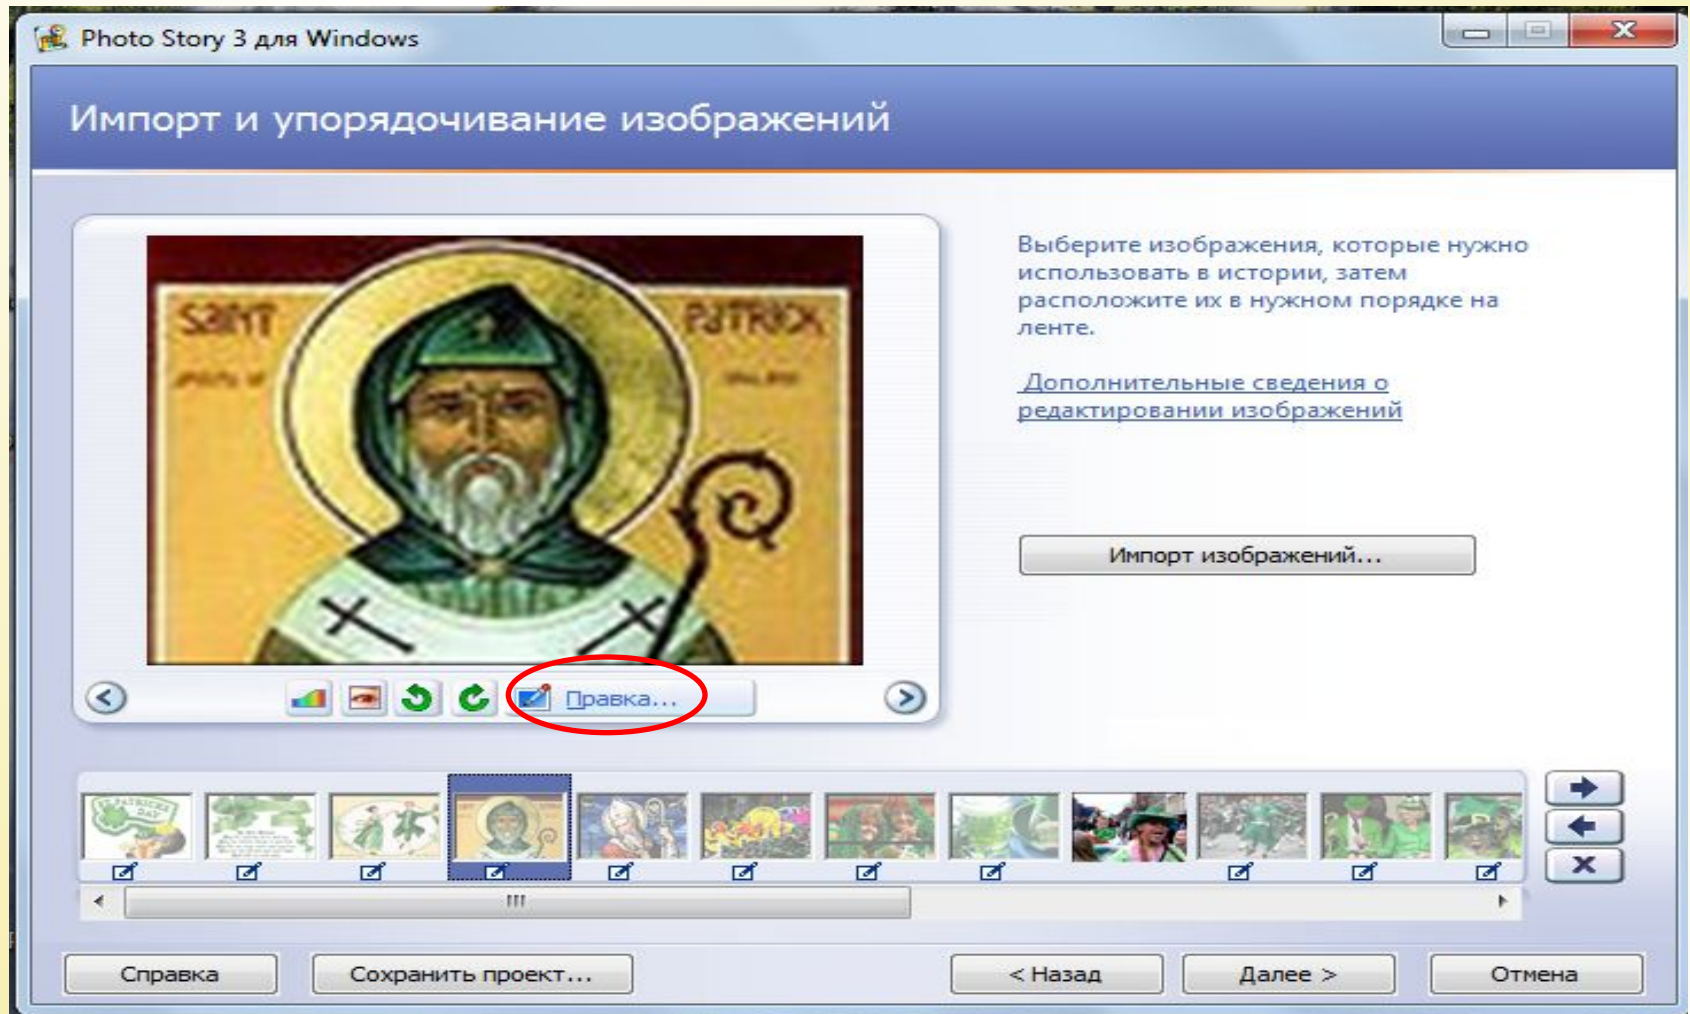 Photo Story 3 для Windows
Импорт и упорядочивание изображений
Выберите изображения, которые нужно
использовать в истории, затем
расположите их в нужном порядке на
ленте.
Дополнительные сведения о
редактировании изображений
SAINT PATRICK
Импорт изображений...
Правка...
Справка
Сохранить проект...
< Назад
Далее >
Отмена